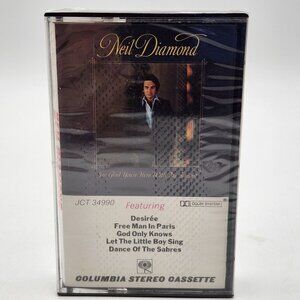 Neil Diamond
I'm Glad You're Here With Me Tonight
JCT 34990
Featuring
DOLBY SYSTEM
Desirée
Free Man In Paris
God Only Knows
Let The Little Boy Sing
Dance Of The Sabres
COLUMBIA STEREO CASSETTE